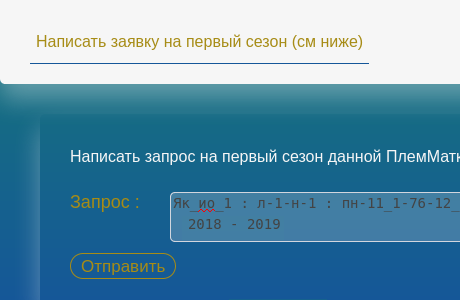 Написать заявку на первый сезон (см ниже)
Написать запрос на первый сезон данной ПлемМатк
Запрос :
Як_ио_1 : л-1-н-1 : пн-11_1-76-12_
2018 - 2019
Отправить